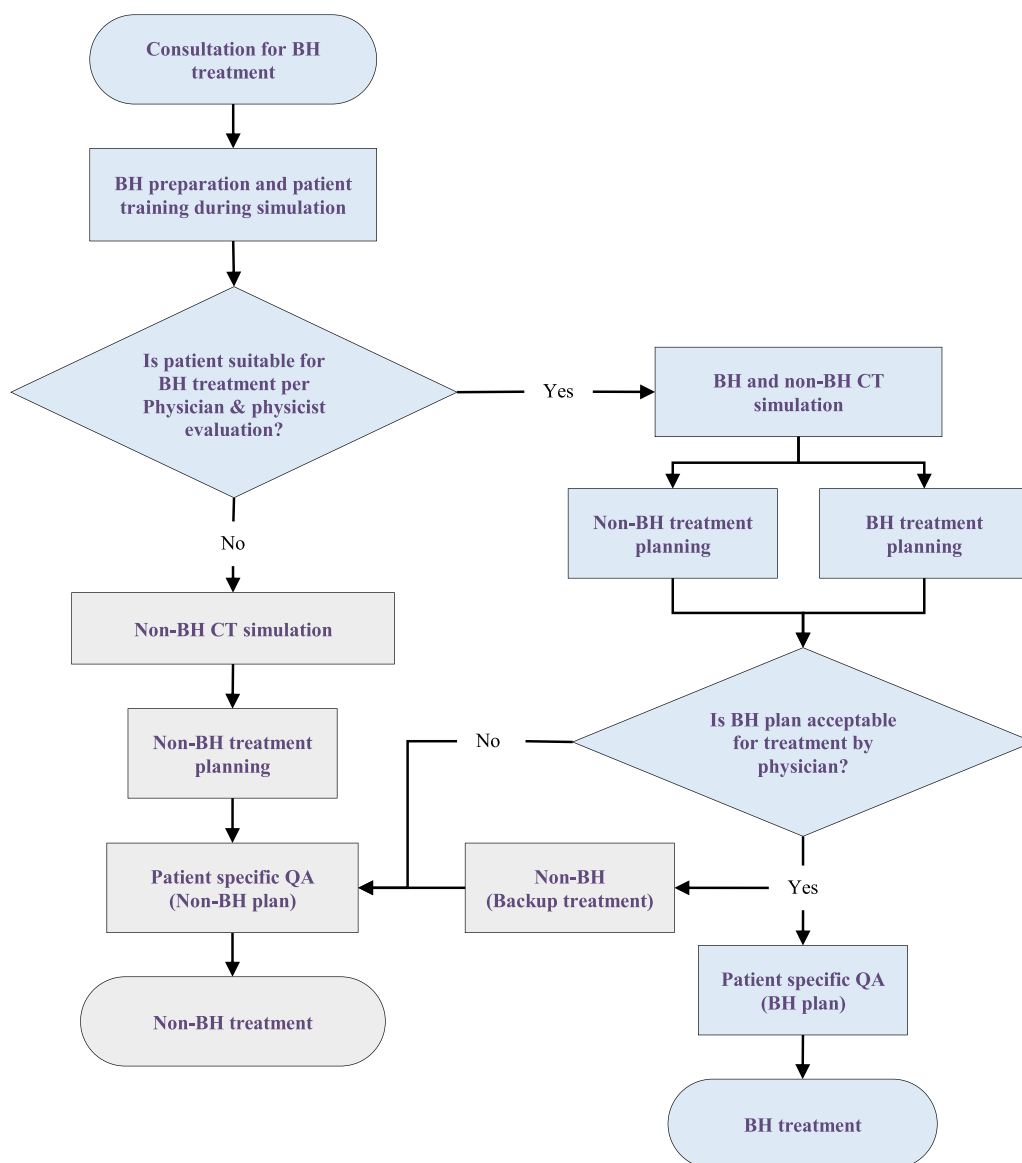 Consultation for BH
treatment
BH preparation and patient
training during simulation
Is patient suitable for
BH treatment per
Physician & physicist
evaluation?
Yes
BH and non-BH CT
simulation
No
Non-BH treatment
planning
BH treatment
planning
Non-BH CT simulation
Non-BH treatment
planning
No
Is BH plan acceptable
for treatment by
physician?
Patient specific QA
(Non-BH plan)
Non-BH
(Backup treatment)
Yes
Non-BH treatment
Patient specific QA
(BH plan)
BH treatment